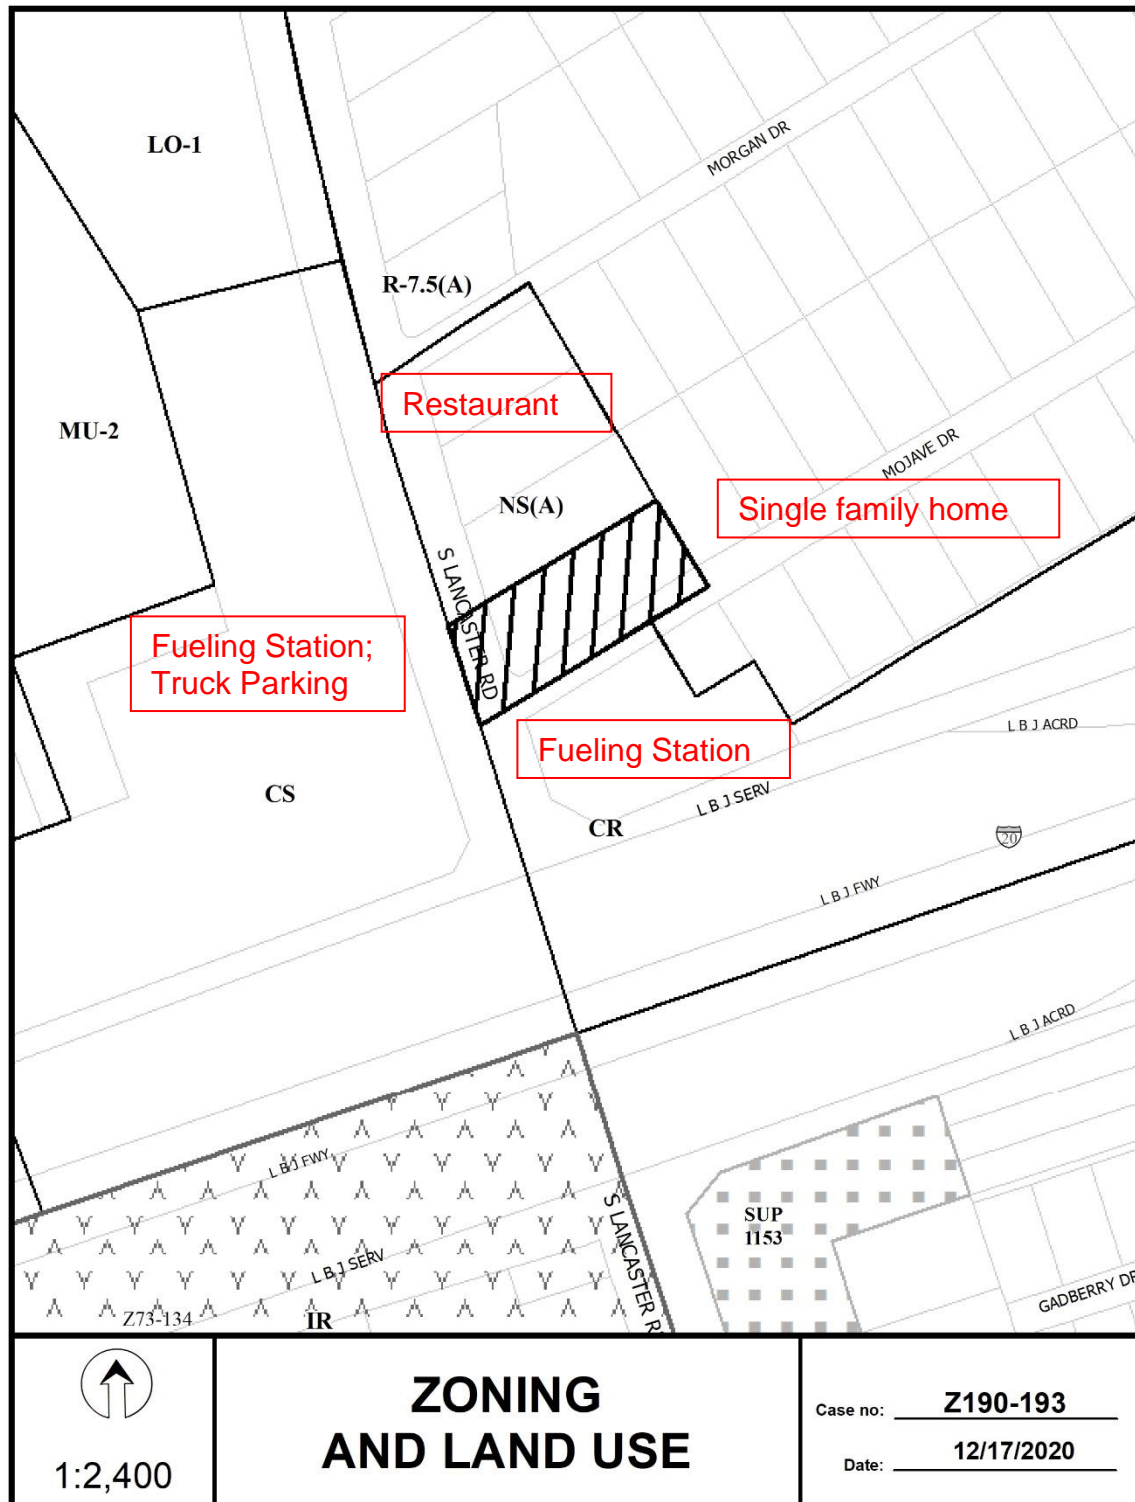 LO-1
MORGAN DR
R-7.5(A)
Restaurant
MU-2
MOJAVE DR
NS(A)
Single family home
S LANCASTER RD
Fueling Station;
Truck Parking
Fueling Station
L B J ACRD
CS
L B J SERV
CR
20
L B J FWY
L B J ACRD
L B J FWY
S LANCASTER R
SUP
1153
L B J SERV
GADBERRY DR
Z73-134
IR
1:2,400
ZONING
AND LAND USE
Case no: Z190-193
Date: 12/17/2020